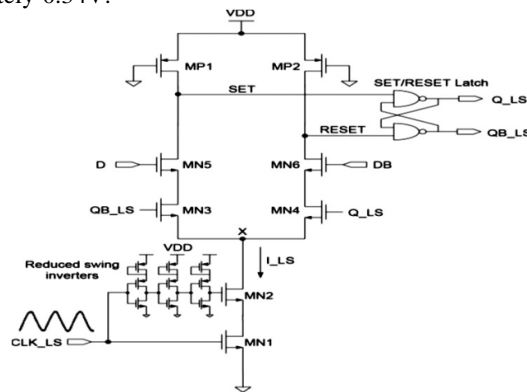 VDD
MP1
MP2
SET/RESET Latch
SET
Q_LS
RESET
QB_LS
D
MN5
MN6
DB
QB_LS
MN3
MN4
Q_LS
X
Reduced swing
inverters
VDD
I_LS
MN2
CLK_LS
MN1